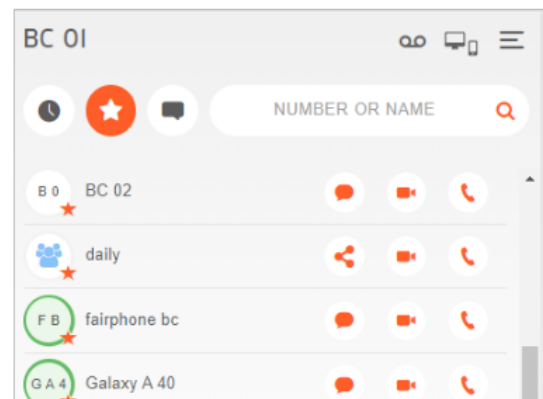 BC 01
NUMBER OR NAME
B 0 BC 02
daily
F B fairphone bc
G A 4 Galaxy A 40